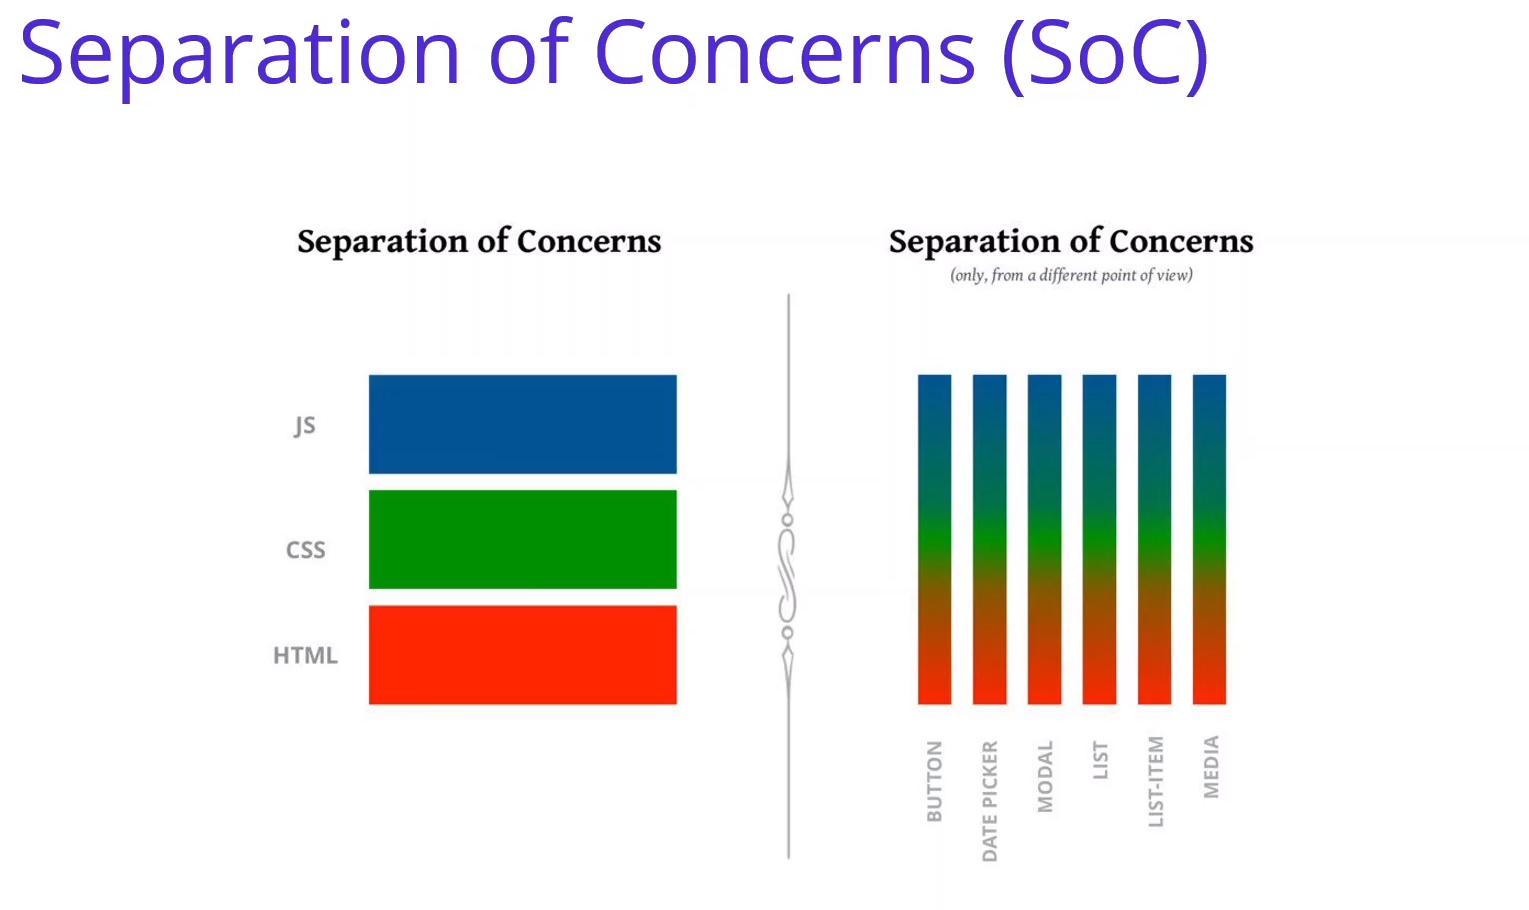 Separation of Concerns (SoC)
Separation of Concerns
JS
CSS
HTML
Separation of Concerns
(only, from a different point of view)
BUTTON
DATE PICKER
MODAL
LIST
LIST-ITEM
MEDIA